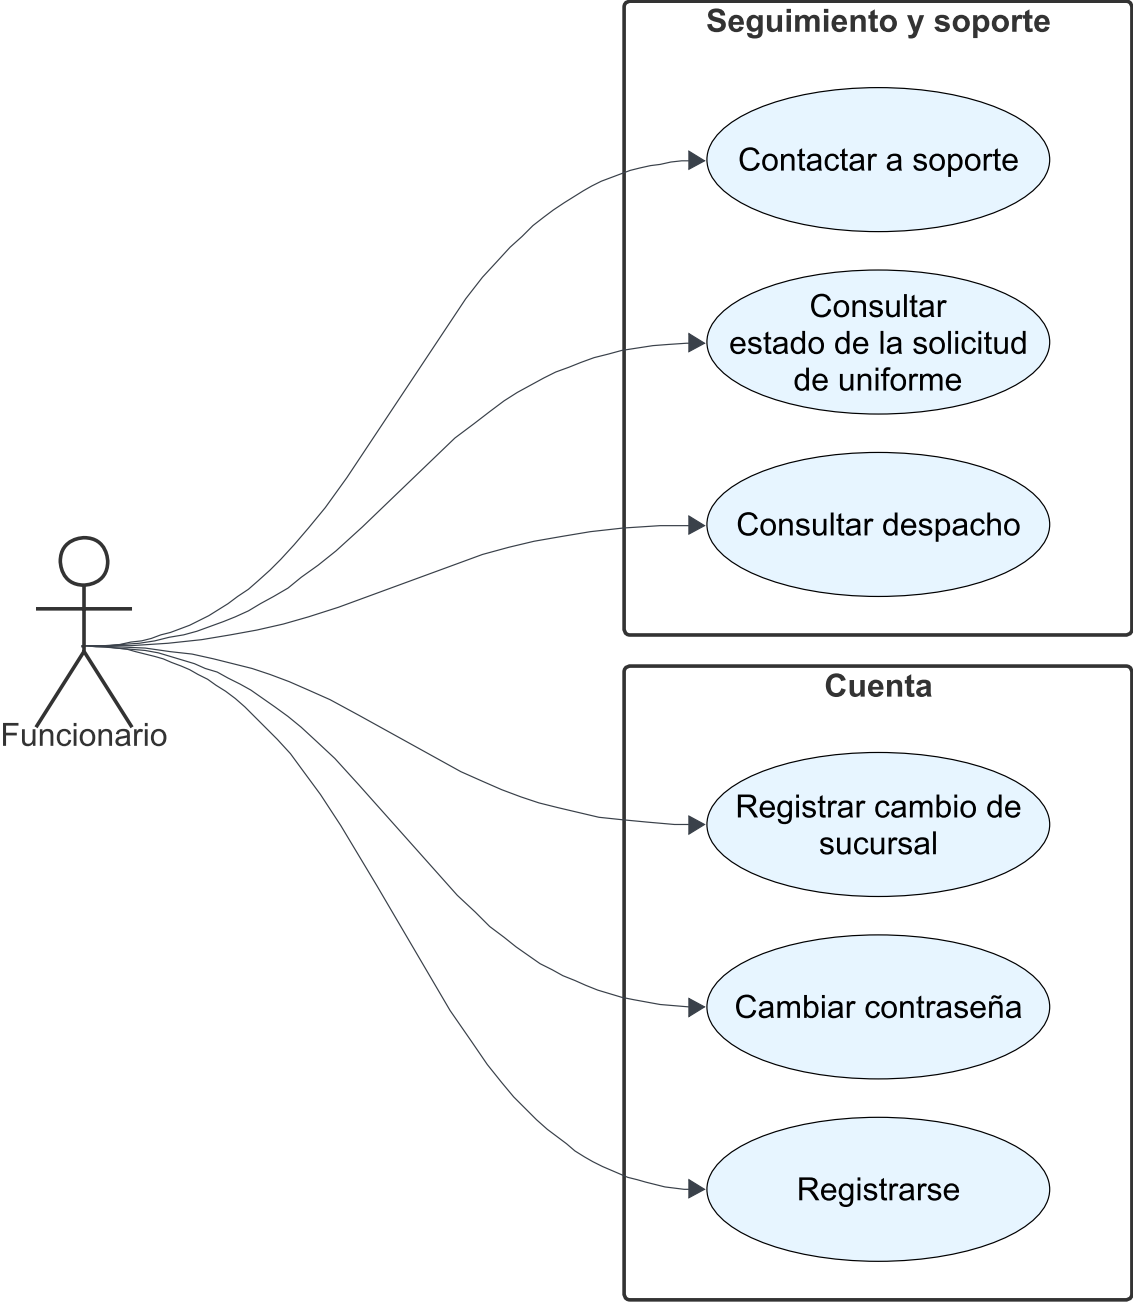 Seguimiento y soporte
Contactar a soporte
Consultar
estado de la solicitud
de uniforme
Consultar despacho
Funcionario
Cuenta
Registrar cambio de
sucursal
Cambiar contraseña
Registrarse